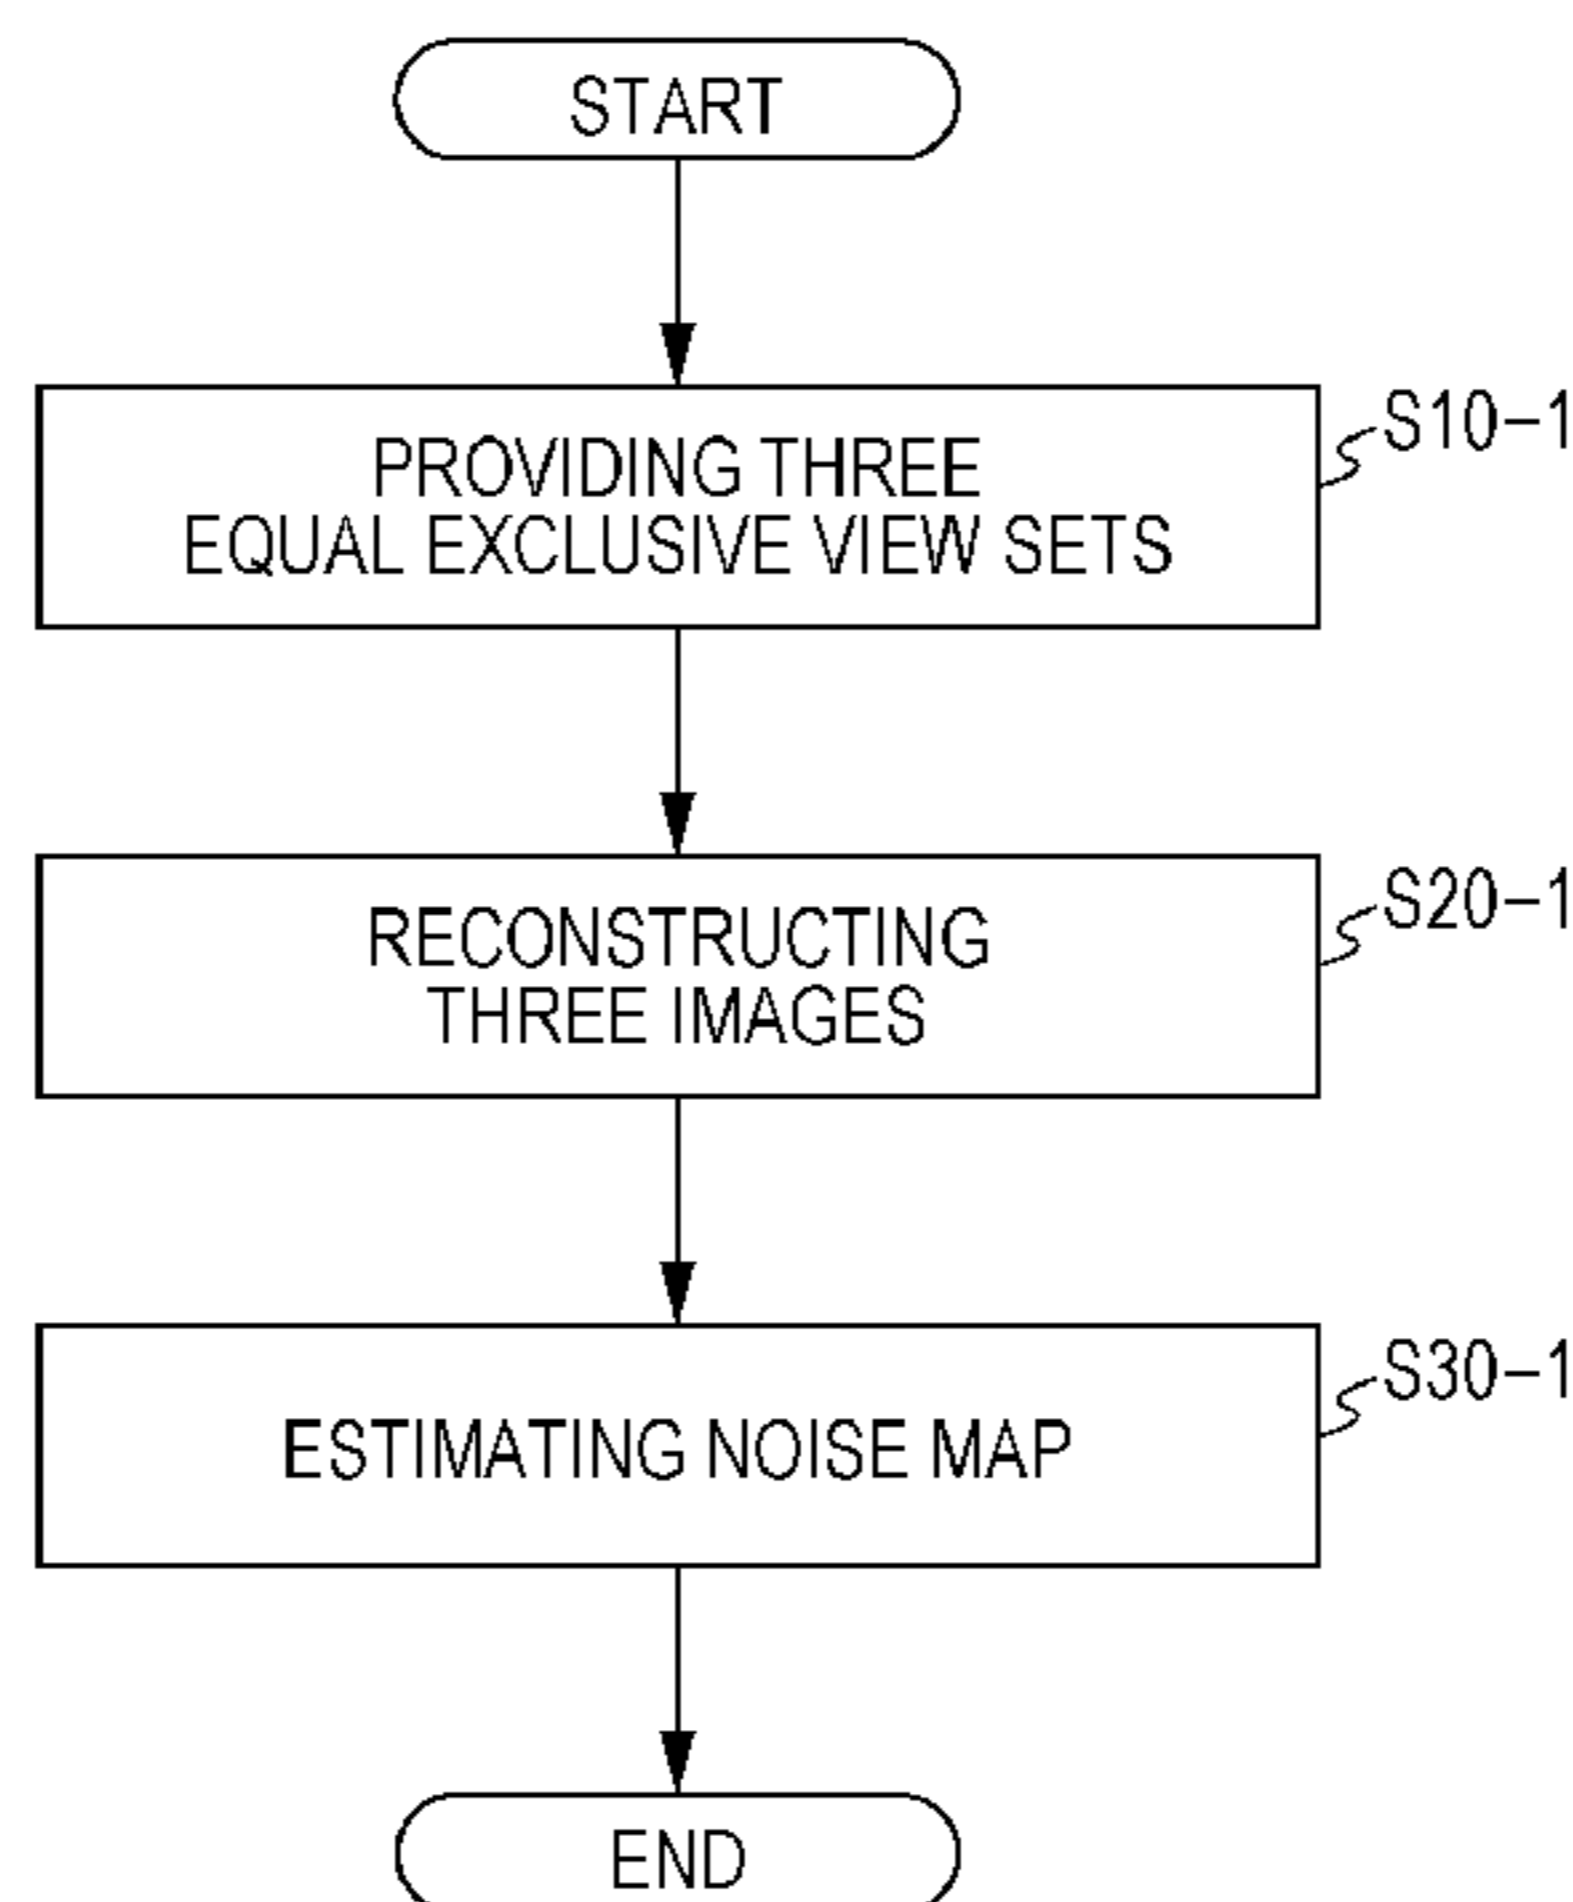 START
PROVIDING THREE
EQUAL EXCLUSIVE VIEW SETS
S10-1
RECONSTRUCTING
THREE IMAGES
S20-1
ESTIMATING NOISE MAP
S30-1
END